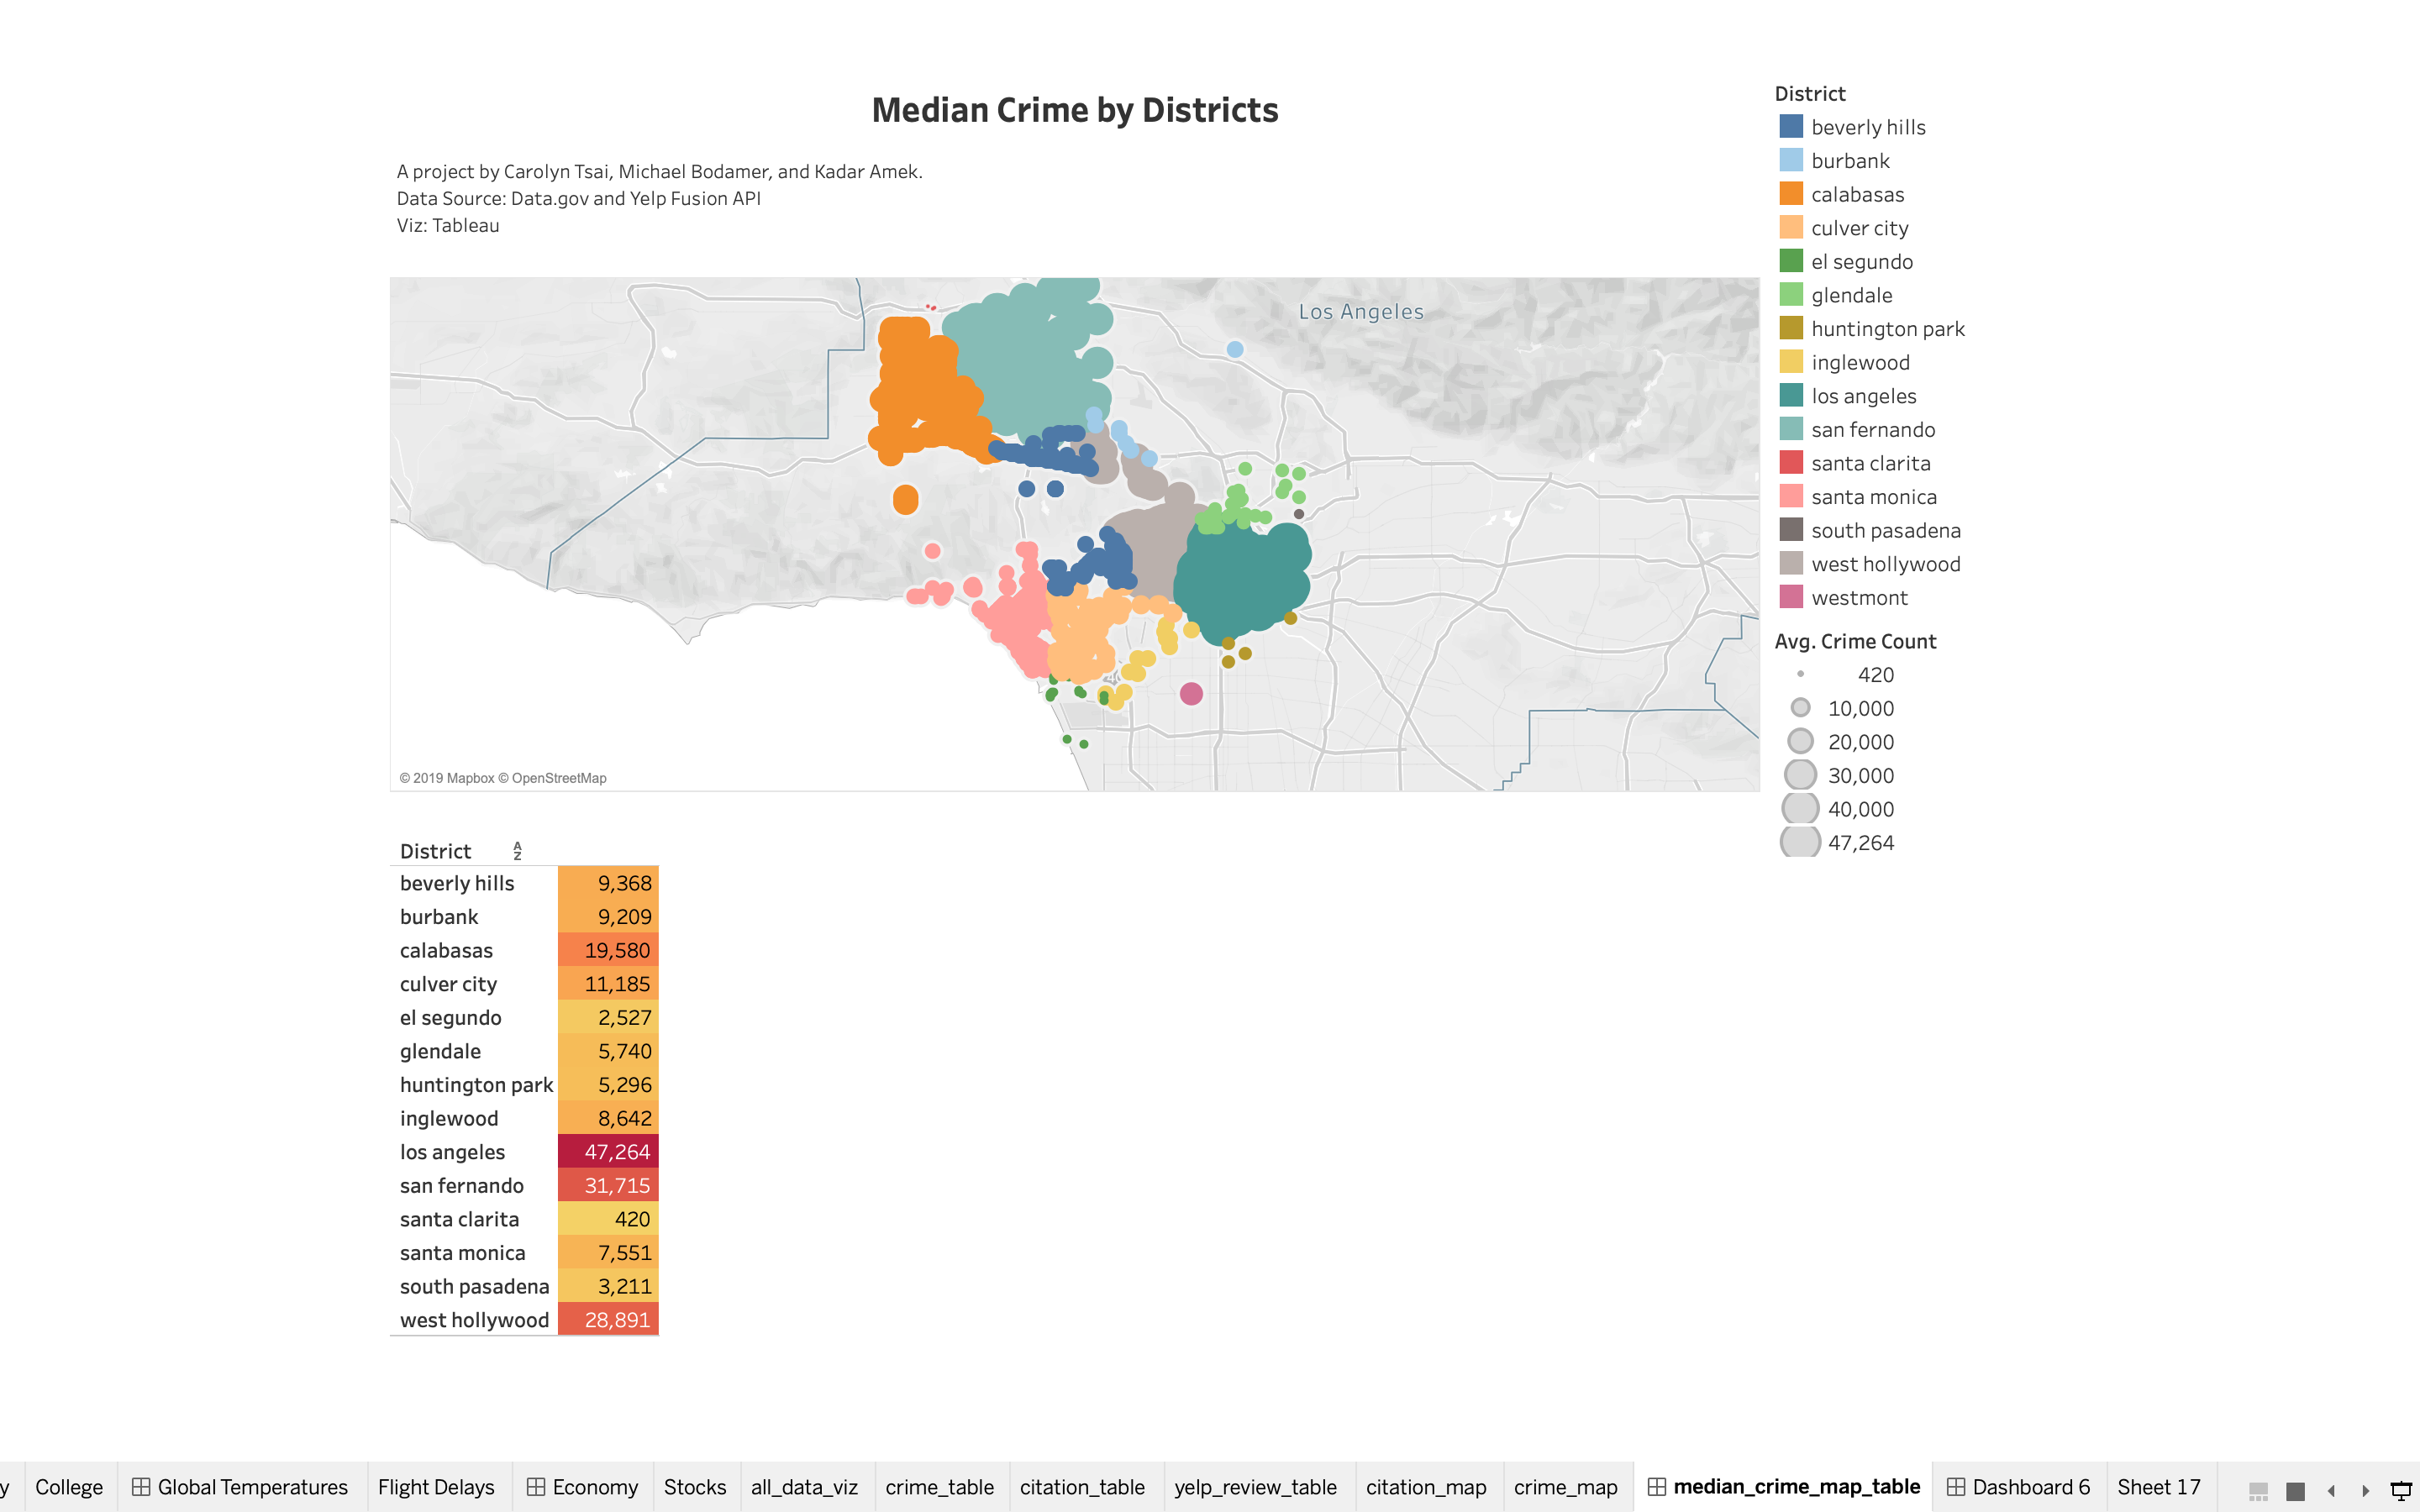 Median Crime by Districts
A project by Carolyn Tsai, Michael Bodamer, and Kadar Amek.
Data Source: Data.gov and Yelp Fusion API
Viz: Tableau
Los Angeles
© 2019 Mapbox © OpenStreetMap
District
beverly hills
burbank
calabasas
culver city
el segundo
glendale
huntington park
inglewood
los angeles
san fernando
santa clarita
santa monica
south pasadena
west hollywood
westmont
Avg. Crime Count
420
10,000
20,000
30,000
40,000
47,264
District AZ
beverly hills 9,368
burbank 9,209
calabasas 19,580
culver city 11,185
el segundo 2,527
glendale 5,740
huntington park 5,296
inglewood 8,642
los angeles 47,264
san fernando 31,715
santa clarita 420
santa monica 7,551
south pasadena 3,211
west hollywood 28,891
y College Global Temperatures Flight Delays Economy Stocks all_data_viz crime_table citation_table yelp_review_table citation_map crime_map median_crime_map_table Dashboard 6 Sheet 17